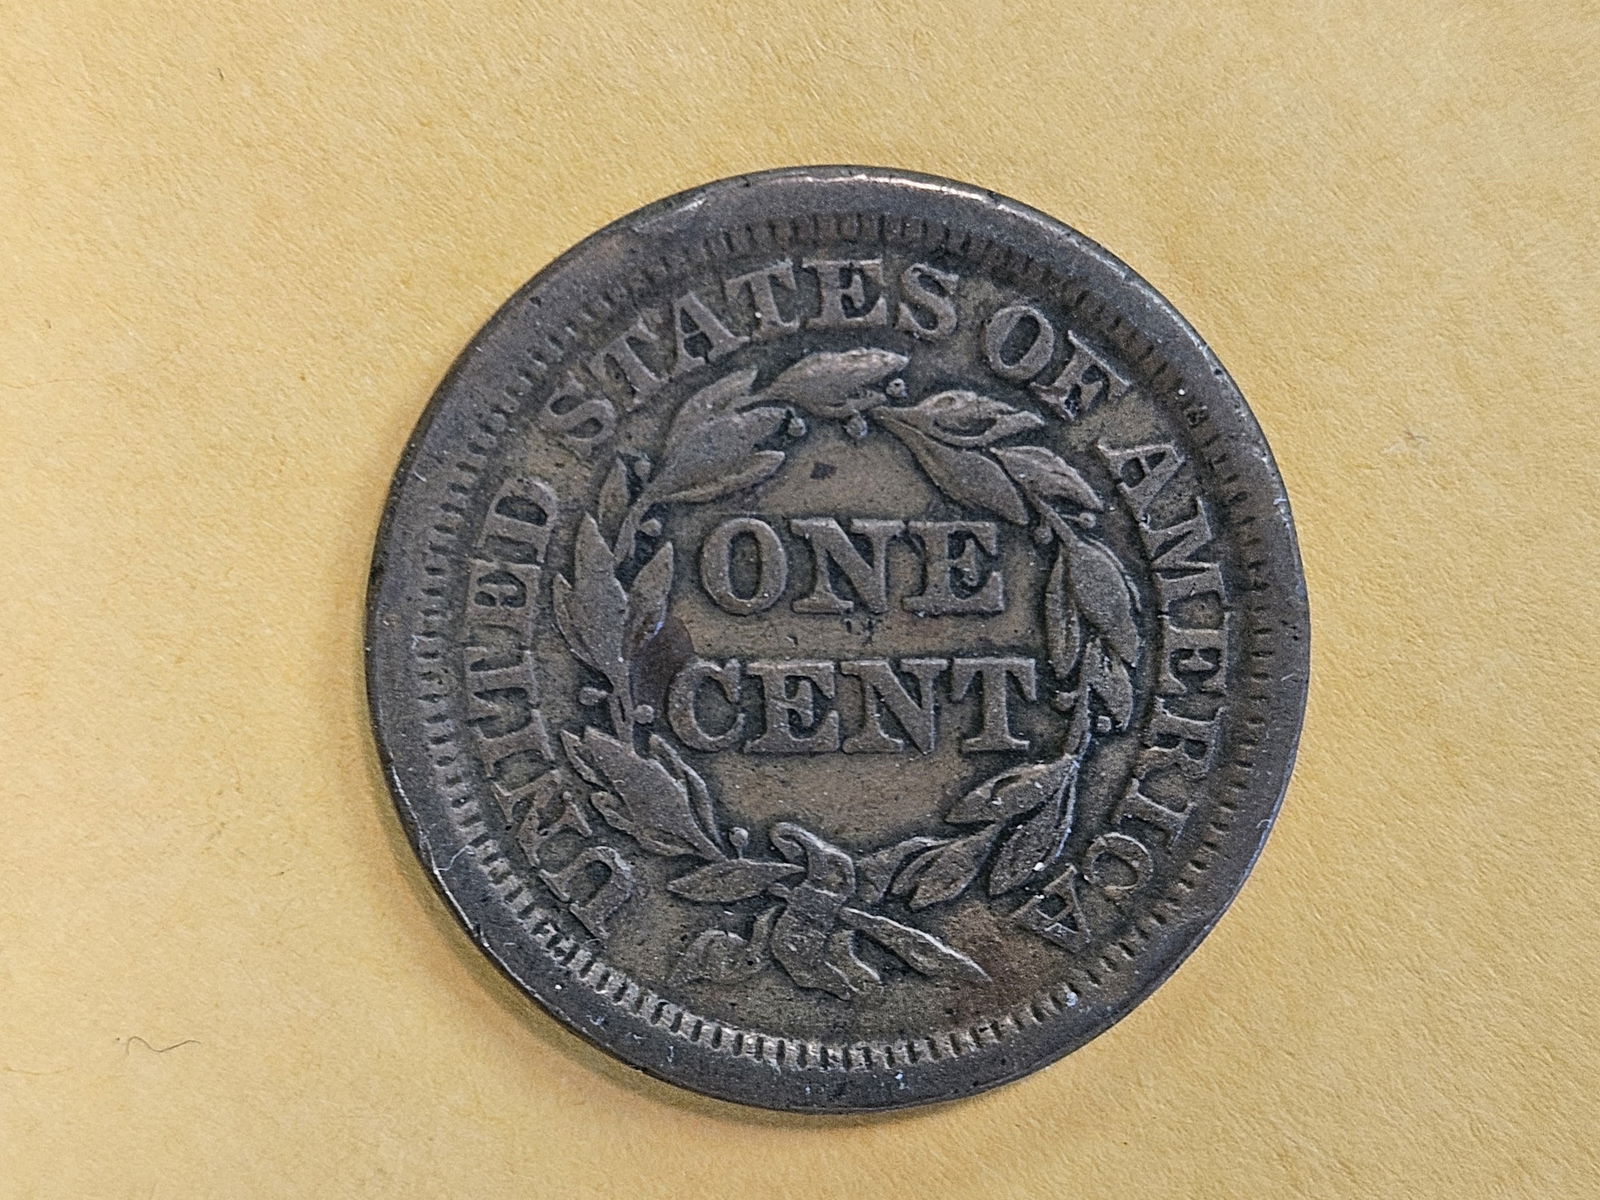 UNITED STATES OF AMERICA
ONE
CENT